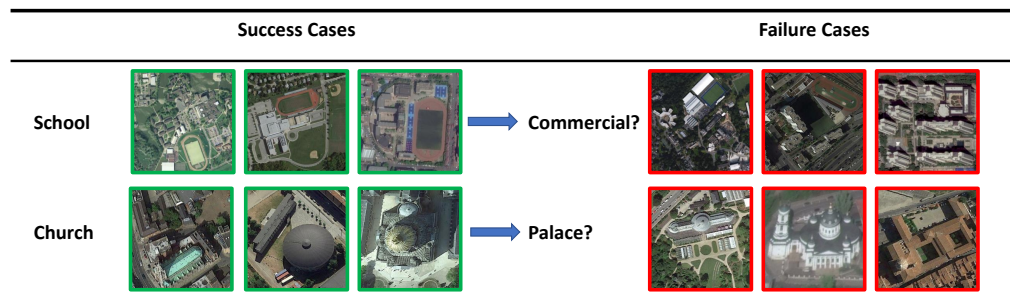 Success Cases
Failure Cases
School
Commercial?
Church
Palace?